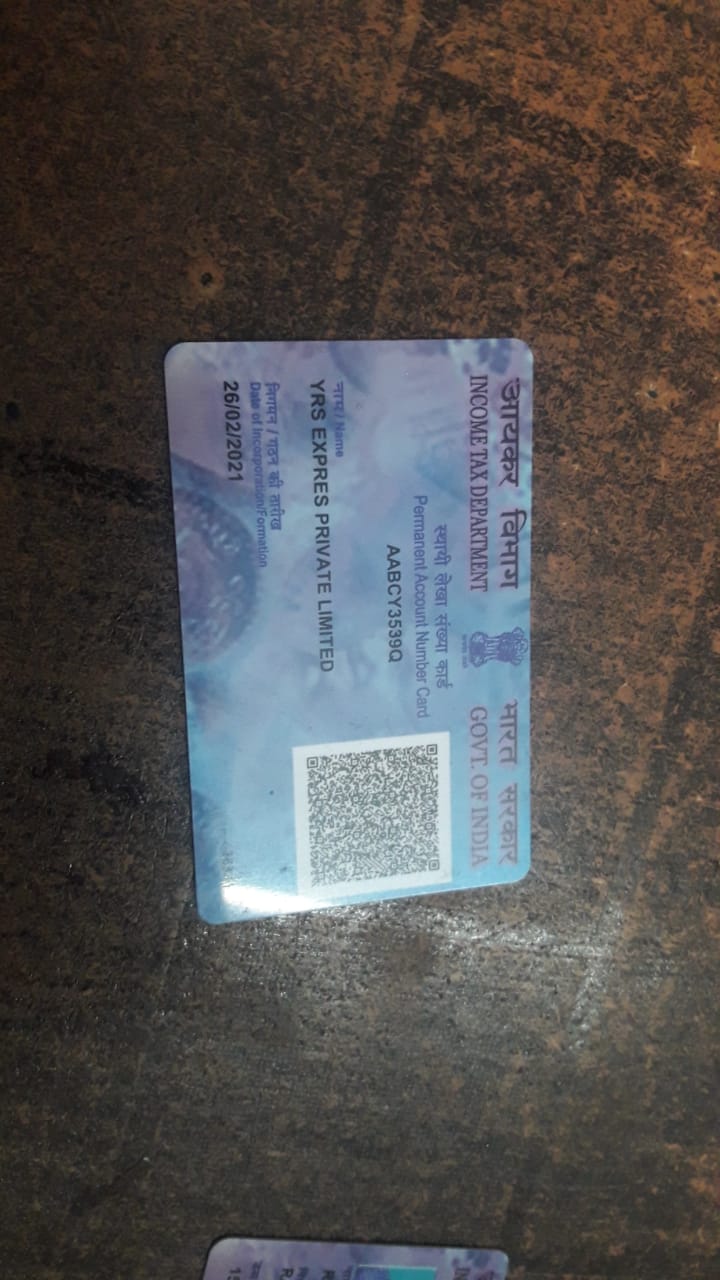 आयकर विभाग
INCOME TAX DEPARTMENT
भारत सरकार
GOVT. OF INDIA
स्थायी लेखा संख्या कार्ड
Permanent Account Number Card
AABCY3539Q
नाम / Name
YRS EXPRES PRIVATE LIMITED
निगमन / गठन की तारीख
Date of Incorporation/Formation
26/02/2021